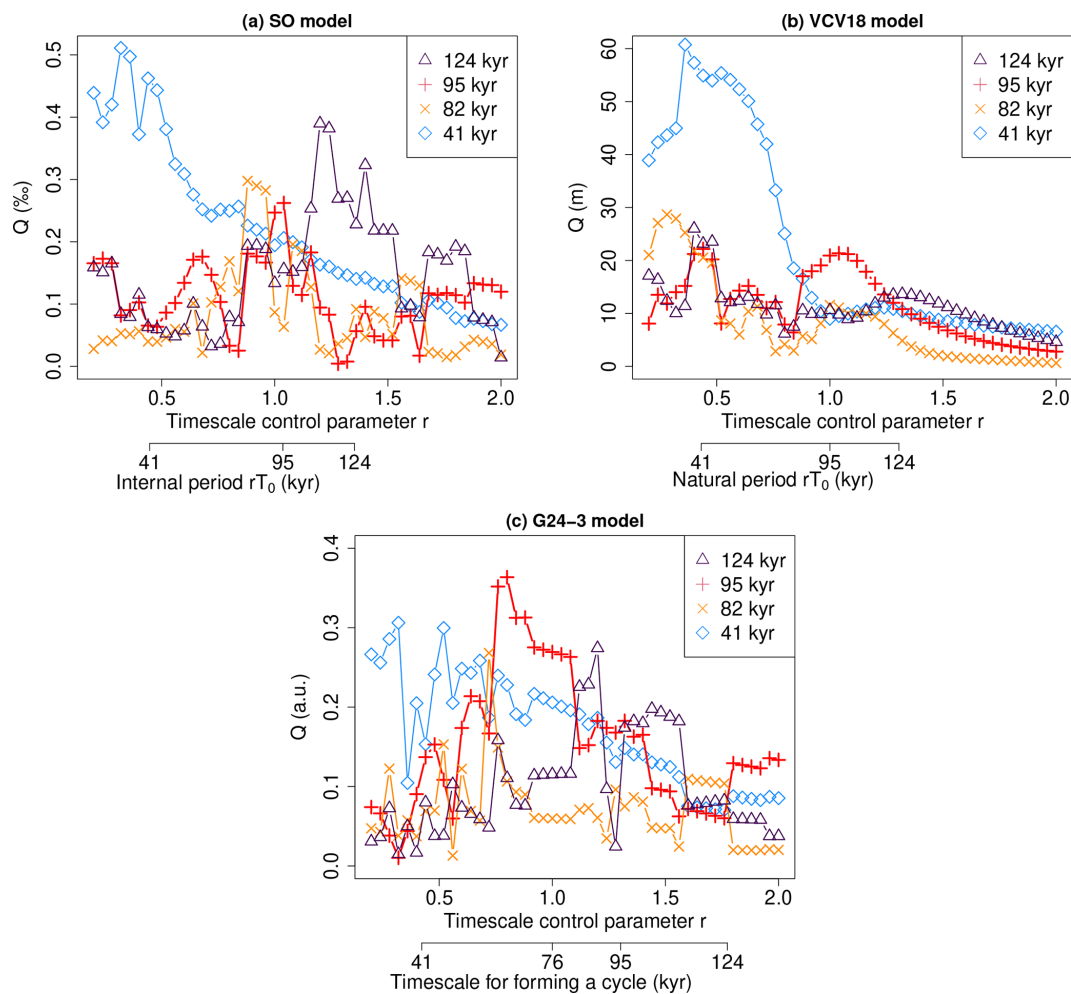 (a) SO model
Q (‰)
0.0
0.1
0.2
0.3
0.4
0.5
124 kyr
95 kyr
82 kyr
41 kyr
0.5
1.0
1.5
2.0
Timescale control parameter r
41
95
124
Internal period rT0 (kyr)
(b) VCV18 model
Q (m)
0
10
20
30
40
50
60
124 kyr
95 kyr
82 kyr
41 kyr
0.5
1.0
1.5
2.0
Timescale control parameter r
41
95
124
Natural period rT0 (kyr)
(c) G24−3 model
Q (a.u.)
0.0
0.1
0.2
0.3
0.4
124 kyr
95 kyr
82 kyr
41 kyr
0.5
1.0
1.5
2.0
Timescale control parameter r
41
76
95
124
Timescale for forming a cycle (kyr)